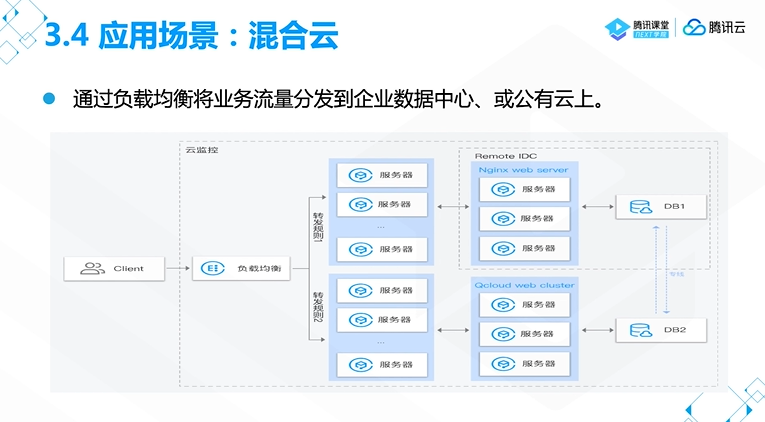 3.4 应用场景：混合云
腾讯课堂
NEXT学院
腾讯云
通过负载均衡将业务流量分发到企业数据中心、或公有云上。
云监控
Remote IDC
Nginx web server
服务器
服务器
...
服务器
服务器
服务器
服务器
DB1
转发规则1
Client
负载均衡
专线
转发规则2
Qcloud web cluster
服务器
服务器
...
服务器
服务器
服务器
服务器
DB2